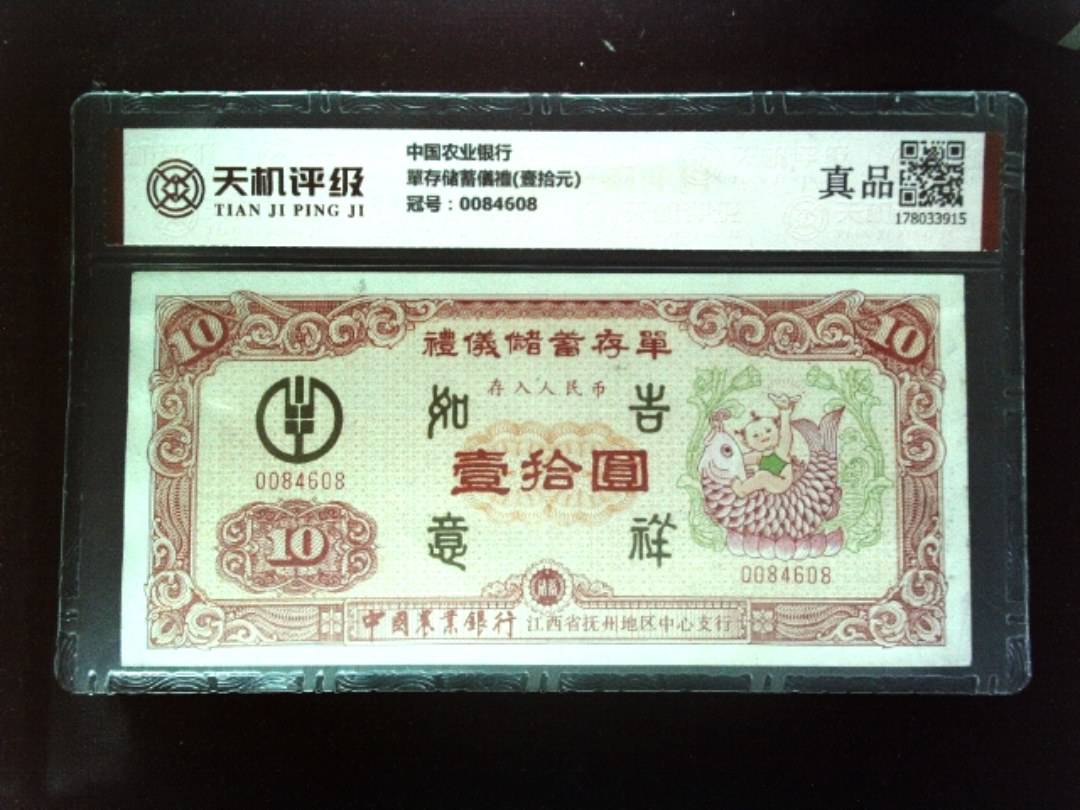 天机评级
TIAN JI PING JI
中国农业银行
單存储蓄儀禮(壹拾元)
冠号：0084608
真品
178033915
10
10
禮儀儲蓄存單
存入人民币
如 吉
0084608
壹拾圓
10
意 祥
0084608
中國農業銀行 江西省抚州地区中心支行